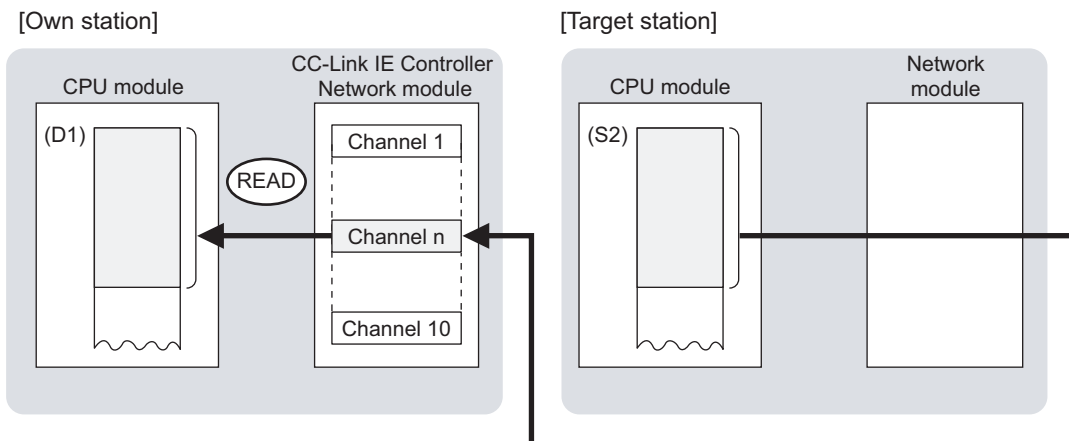 [Own station]
CPU module
(D1)
READ
CC-Link IE Controller
Network module
Channel 1
Channel n
Channel 10
[Target station]
CPU module
(S2)
Network
module